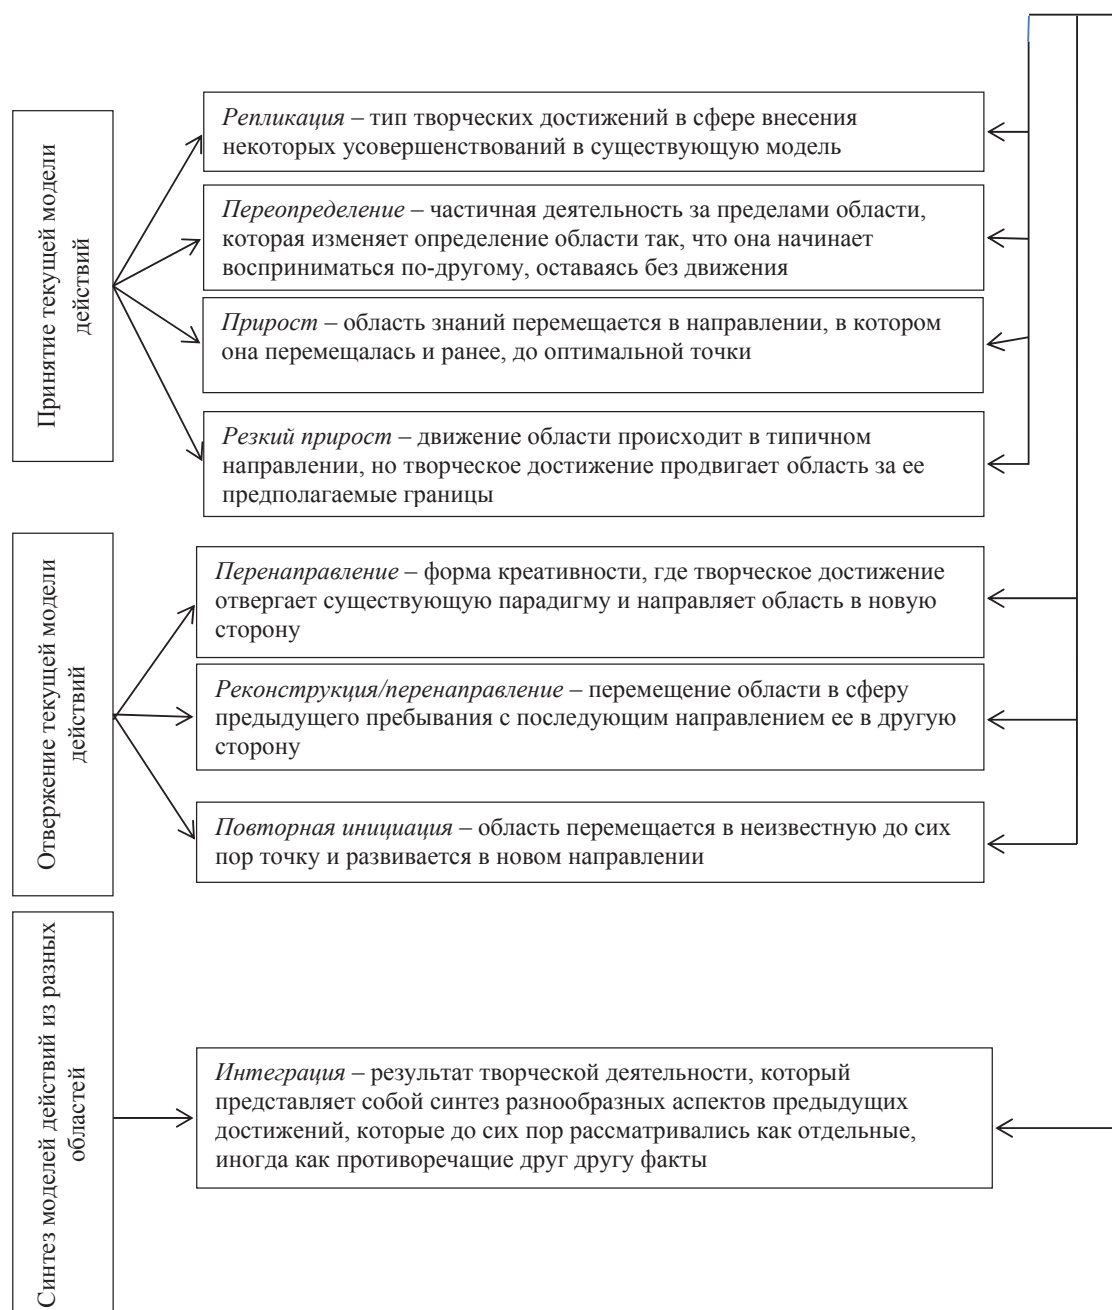 Принятие текущей модели
действий
Репликация – тип творческих достижений в сфере внесения
некоторых усовершенствований в существующую модель
Переопределение – частичная деятельность за пределами области,
которая изменяет определение области так, что она начинает
восприниматься по-другому, оставаясь без движения
Прирост – область знаний перемещается в направлении, в котором
она перемещалась и ранее, до оптимальной точки
Резкий прирост – движение области происходит в типичном
направлении, но творческое достижение продвигает область за ее
предполагаемые границы
Отвержение текущей модели
действий
Перенаправление – форма креативности, где творческое достижение
отвергает существующую парадигму и направляет область в новую
сторону
Реконструкция/перенаправление – перемещение области в сферу
предыдущего пребывания с последующим направлением ее в другую
сторону
Повторная инициация – область перемещается в неизвестную до сих
пор точку и развивается в новом направлении
Синтез моделей действий из разных
областей
Интеграция – результат творческой деятельности, который
представляет собой синтез разнообразных аспектов предыдущих
достижений, которые до сих пор рассматривались как отдельные,
иногда как противоречащие друг другу факты